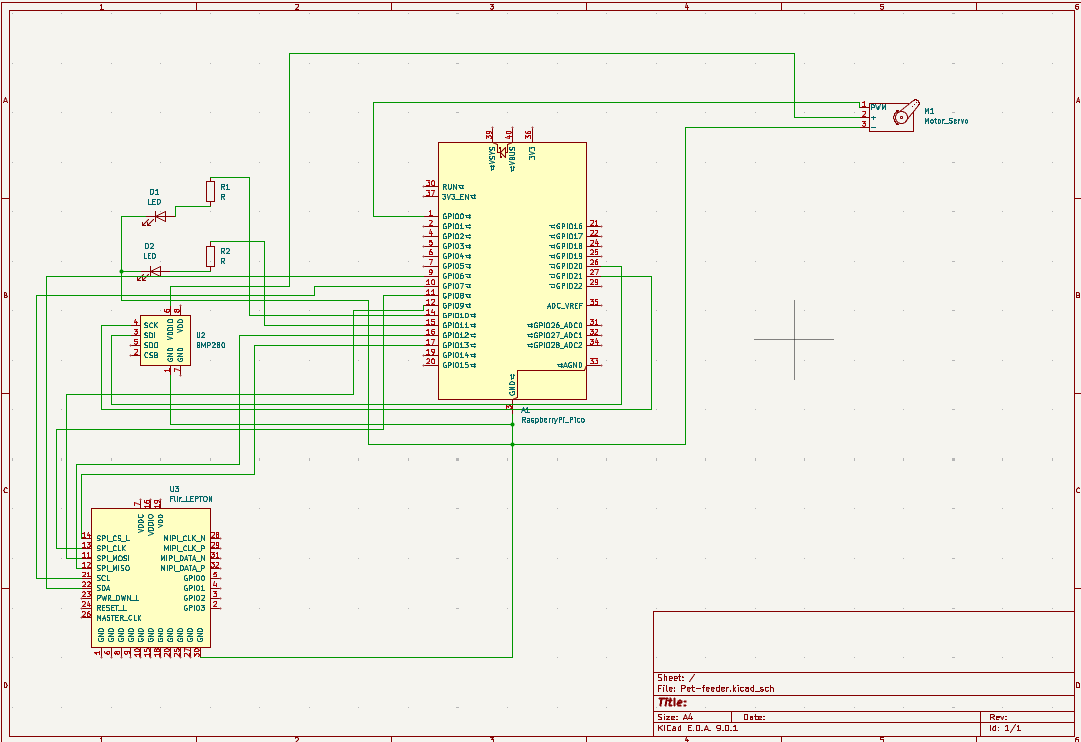 1 2 3 4 5 6
A A
B B
C C
D D
1 2 3 4 5 6
1 PWM
2 +
3 -
M1
Motor_Servo
39 40 36
VSYS VBUS 3V3
30 RUN
37 3V3_EN
1 GPIO0
2 GPIO1
4 GPIO2
5 GPIO3
6 GPIO4
7 GPIO5
9 GPIO6
10 GPIO7
11 GPIO8
12 GPIO9
14 GPIO10
15 GPIO11
16 GPIO12
17 GPIO13
19 GPIO14
20 GPIO15
GPIO16 21
GPIO17 22
GPIO18 24
GPIO19 25
GPIO20 26
GPIO21 27
GPIO22 29
ADC_VREF 35
GPIO26_ADC0 31
GPIO27_ADC1 32
GPIO28_ADC2 34
AGND 33
GND
3
A1
RaspberryPi_Pico
D1
LED
R1
R
D2
LED
R2
R
6 8
VDDIO VDD
4 SCK
3 SDI
5 SDO
2 CSB
GND GND
1 7
U2
BMP280
U3
FLIR_LEPTON
7 16 19
VDDC VDDIO VDD
14 SPI_CS_L
13 SPI_CLK
11 SPI_MOSI
12 SPI_MISO
21 SCL
22 SDA
23 PWR_DWN_L
24 RESET_L
26 MASTER_CLK
MIPI_CLK_N 28
MIPI_CLK_P 29
MIPI_DATA_N 31
MIPI_DATA_P 32
GPIO0 5
GPIO1 4
GPIO2 3
GPIO3 2
GND GND GND GND GND GND GND GND GND GND GND
1 6 8 9 10 15 18 20 25 27 30
Sheet: /
File: Pet-feeder.kicad_sch
Title:
Size: A4 Date: Rev:
KiCad E.D.A. 9.0.1 Id: 1/1